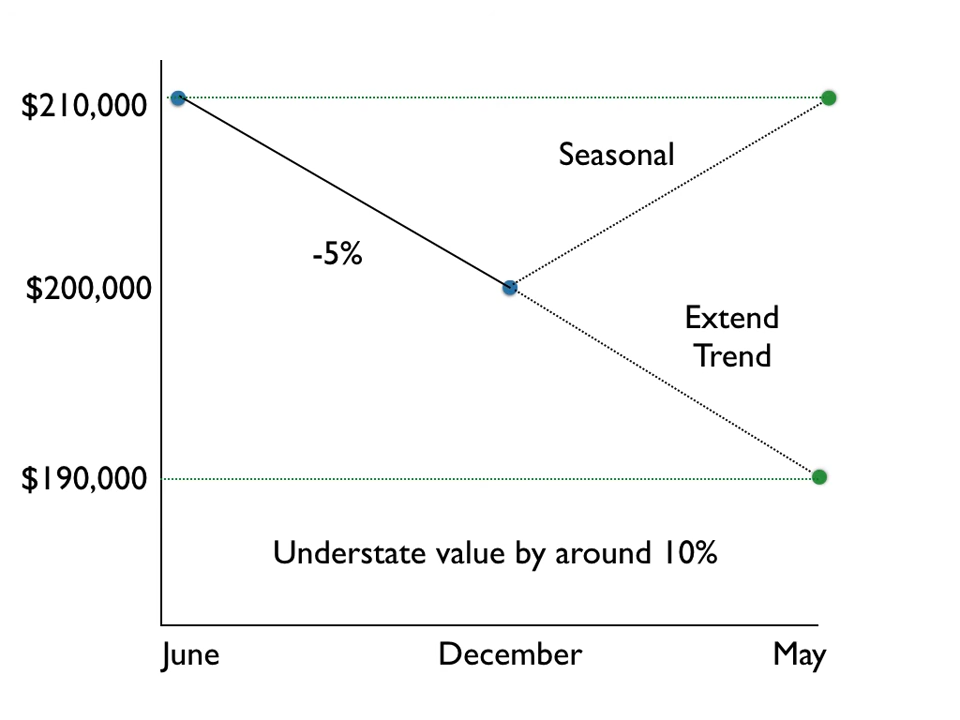 $210,000
Seasonal
-5%
$200,000
Extend
Trend
$190,000
Understate value by around 10%
June
December
May